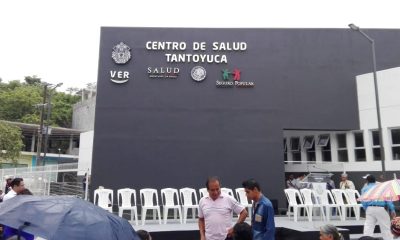 CENTRO DE SALUD
TANTOYUCA
VER
SALUD
SEGURO POPULAR